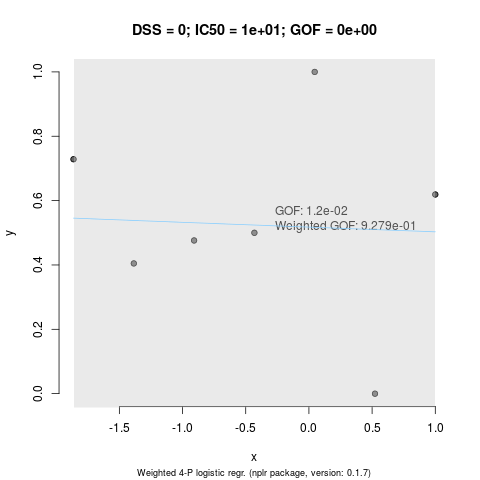 DSS = 0; IC50 = 1e+01; GOF = 0e+00
1.0
0.8
0.6
0.4
0.2
0.0
y
GOF: 1.2e-02
Weighted GOF: 9.279e-01
-1.5 -1.0 -0.5 0.0 0.5 1.0
x
Weighted 4-P logistic regr. (nplr package, version: 0.1.7)